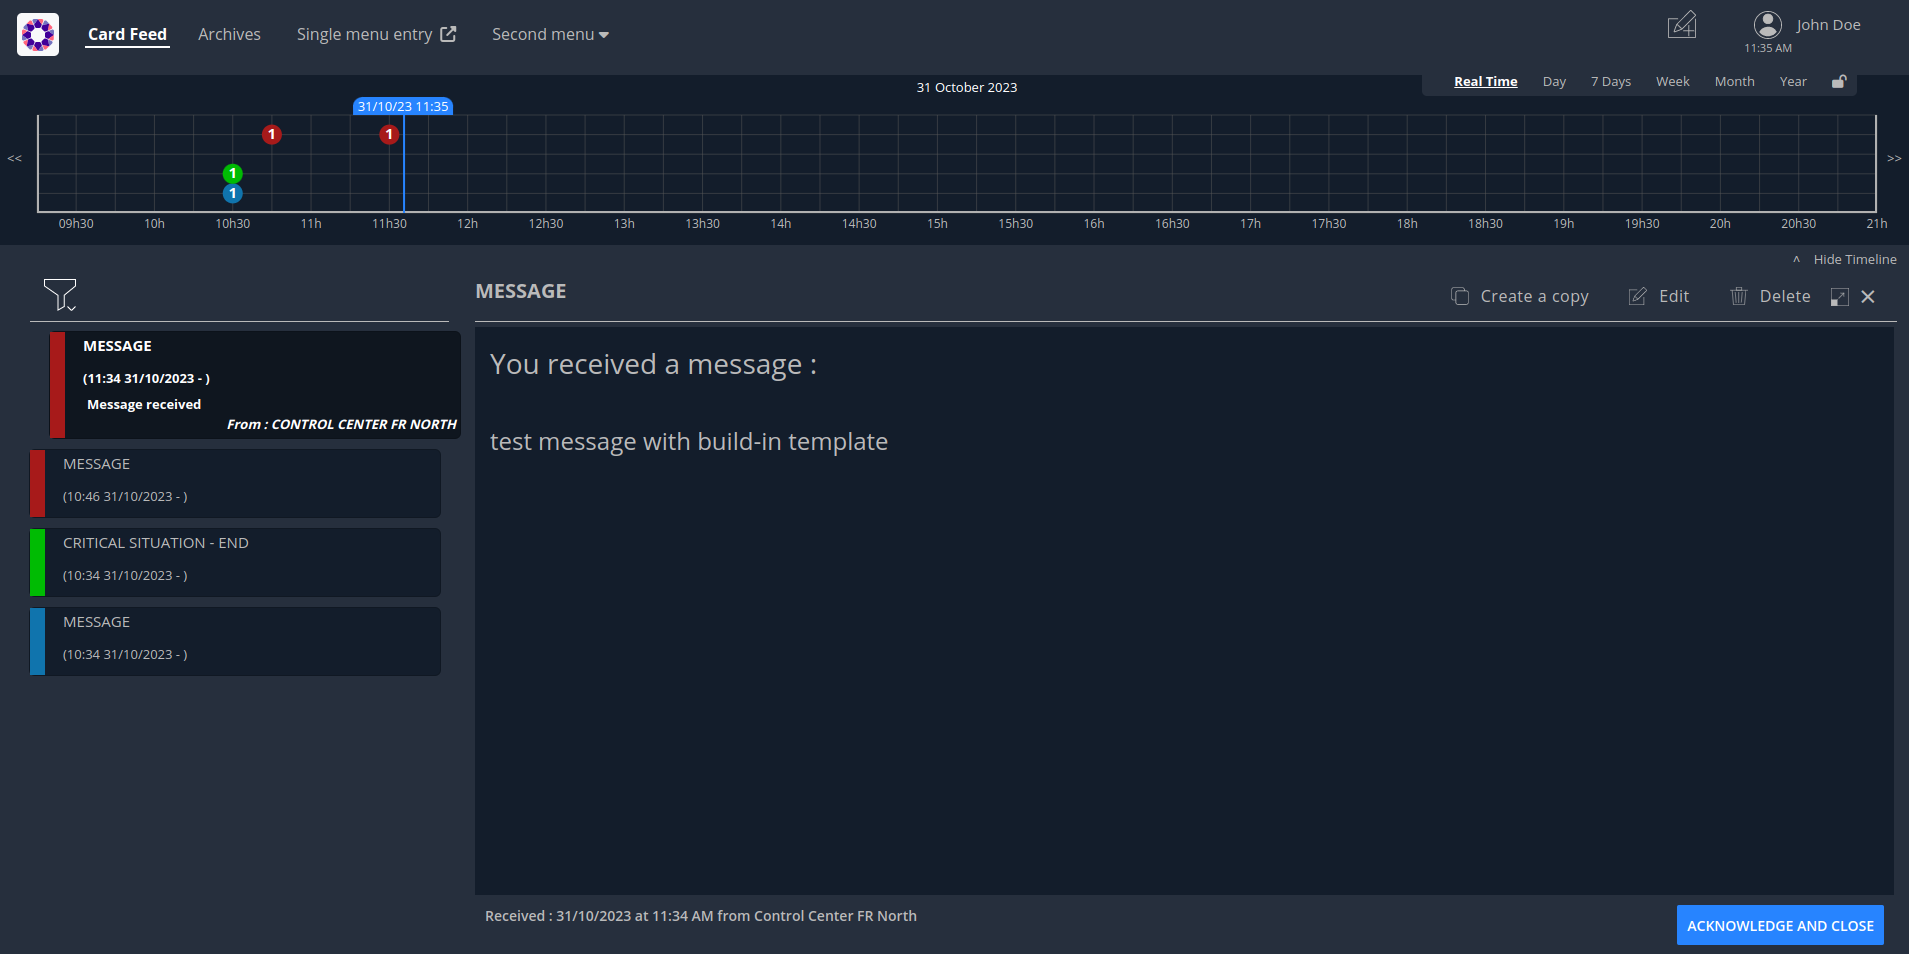 Card Feed Archives Single menu entry Second menu John Doe
11:35 AM
31 October 2023 Real Time Day 7 Days Week Month Year
31/10/23 11:35
1 1
<< >>
1
1
09h30 10h 10h30 11h 11h30 12h 12h30 13h 13h30 14h 14h30 15h 15h30 16h 16h30 17h 17h30 18h 18h30 19h 19h30 20h 20h30 21h
^ Hide Timeline
MESSAGE Create a copy Edit Delete
MESSAGE
(11:34 31/10/2023 - )
Message received
From : CONTROL CENTER FR NORTH
MESSAGE
(10:46 31/10/2023 - )
CRITICAL SITUATION - END
(10:34 31/10/2023 - )
MESSAGE
(10:34 31/10/2023 - )
You received a message :
test message with build-in template
Received : 31/10/2023 at 11:34 AM from Control Center FR North
ACKNOWLEDGE AND CLOSE